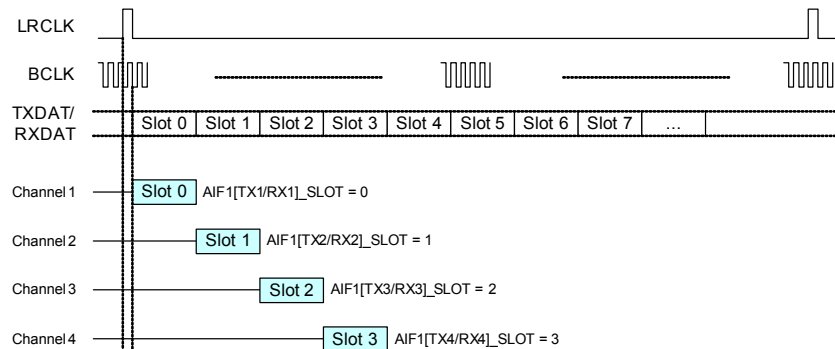 LRCLK
BCLK
TXDAT/
RXDAT
Slot 0 Slot 1 Slot 2 Slot 3 Slot 4 Slot 5 Slot 6 Slot 7 ...
Channel 1 Slot 0 AIF1[TX1/RX1]_SLOT = 0
Channel 2 Slot 1 AIF1[TX2/RX2]_SLOT = 1
Channel 3 Slot 2 AIF1[TX3/RX3]_SLOT = 2
Channel 4 Slot 3 AIF1[TX4/RX4]_SLOT = 3